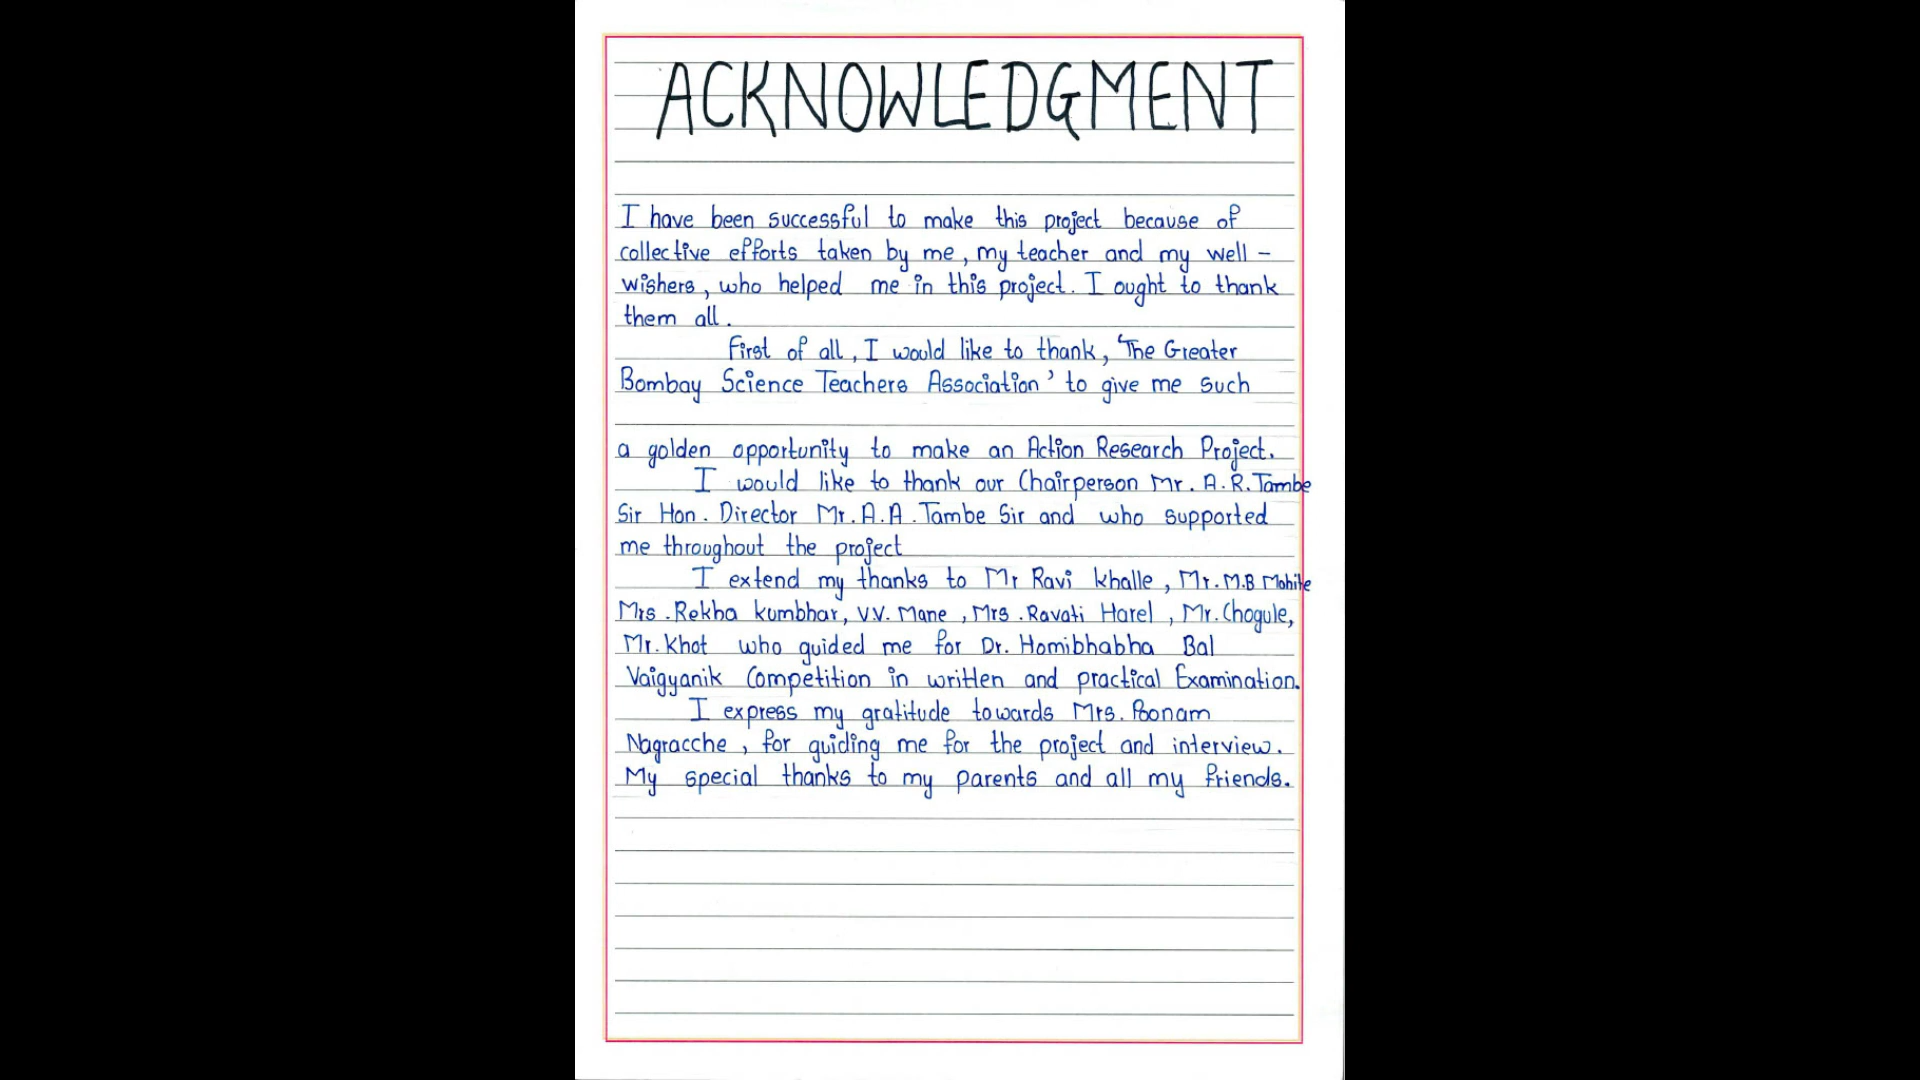 ACKNOWLEDGMENT
I have been successful to make this project because of
collective efforts taken by me, my teacher and my well -
wishers, who helped me in this project. I ought to thank
them all.
First of all, I would like to thank, 'The Greater
Bombay Science Teachers Association' to give me such
a golden opportunity to make an Action Research Project.
I would like to thank our Chairperson Mr. A.R. Tambe
Sir Hon. Director Mr. A.A. Tambe Sir and who supported
me throughout the project
I extend my thanks to Mr Ravi Khalle, Mr. M.B Mohite
Mrs. Rekha Kumbhar, V.V. Mane, Mrs. Ravati Harel, Mr. Chogule,
Mr. Khot who guided me for Dr. Homibhabha Bal
Vaigyanik Competition in written and practical Examination.
I express my gratitude towards Mrs. Poonam
Nagracche, for guiding me for the project and interview.
My special thanks to my parents and all my friends.